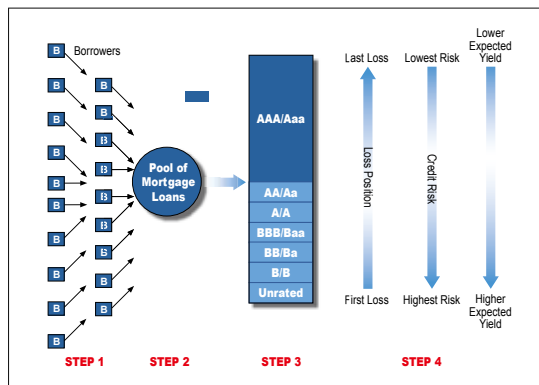 B
B
B
B
B
B
B
B
B
B
Borrowers
B
B
B
B
B
B
B
B
B
Pool of
Mortgage
Loans
AAA/Aaa
AA/Aa
A/A
BBB/Baa
BB/Ba
B/B
Unrated
Last Loss
Loss Position
First Loss
Lowest Risk
Credit Risk
Highest Risk
Lower
Expected
Yield
Higher
Expected
Yield
STEP 1
STEP 2
STEP 3
STEP 4